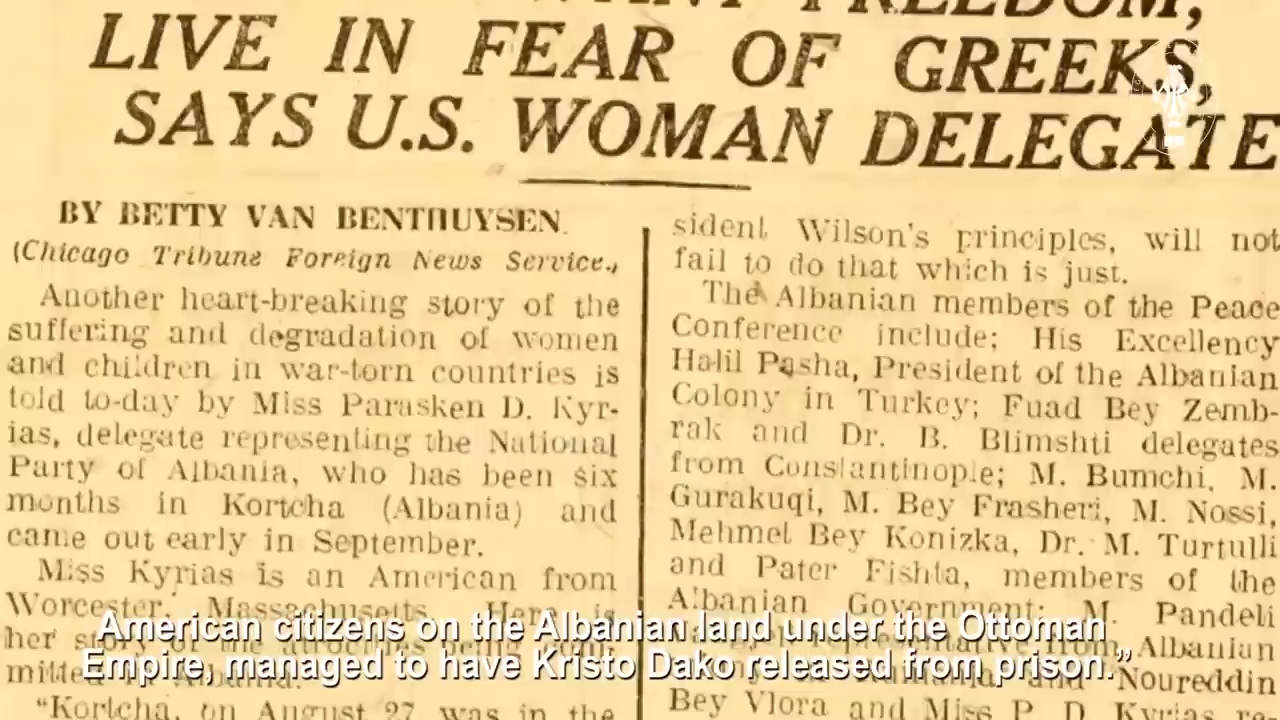 FREEDOM,
LIVE IN FEAR OF GREEKS,
SAYS U.S. WOMAN DELEGATE
BY BETTY VAN BENTHUYSEN.
(Chicago Tribune Foreign News Service.,
Another heart-breaking story of the
suffering and degradation of women
and children in war-torn countries is
told to-day by Miss Parasken D. Kyr-
ias, delegate representing the National
Party of Albania, who has been six
months in Kortcha (Albania) and
came out early in September.
Miss Kyrias is an American from
Worcester, Massachusetts. Here is
her story of the atrocities being
mitted Albania.
"Kortcha, on August 27 was in the
sident Wilson's principles, will not
fail to do that which is just.
The Albanian members of the Peace
Conference include; His Excellency
Halil Pasha, President of the Albanian
Colony in Turkey; Fuad Bey Zemb-
rak and Dr. B. Blimshti delegates
from Constantinople; M. Bumchi, M.
Gurakuqi, M. Bey Frasheri, M. Nossi,
Mehmet Bey Konizka, Dr. M. Turtulli
and Pater Fishta, members of the
Albanian Government; M. Pandeli
representative from Albanian
and Noureddin
Bey Vlora and Miss P. D. Kyrias re-
American citizens on the Albanian land under the Ottoman
Empire, managed to have Kristo Dako released from prison.”